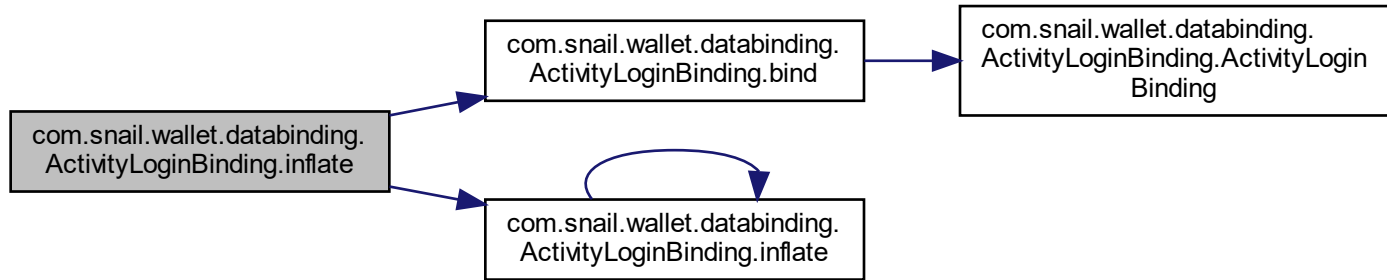 com.snail.wallet.databinding.
ActivityLoginBinding.inflate
com.snail.wallet.databinding.
ActivityLoginBinding.bind
com.snail.wallet.databinding.
ActivityLoginBinding.ActivityLogin
Binding
com.snail.wallet.databinding.
ActivityLoginBinding.inflate